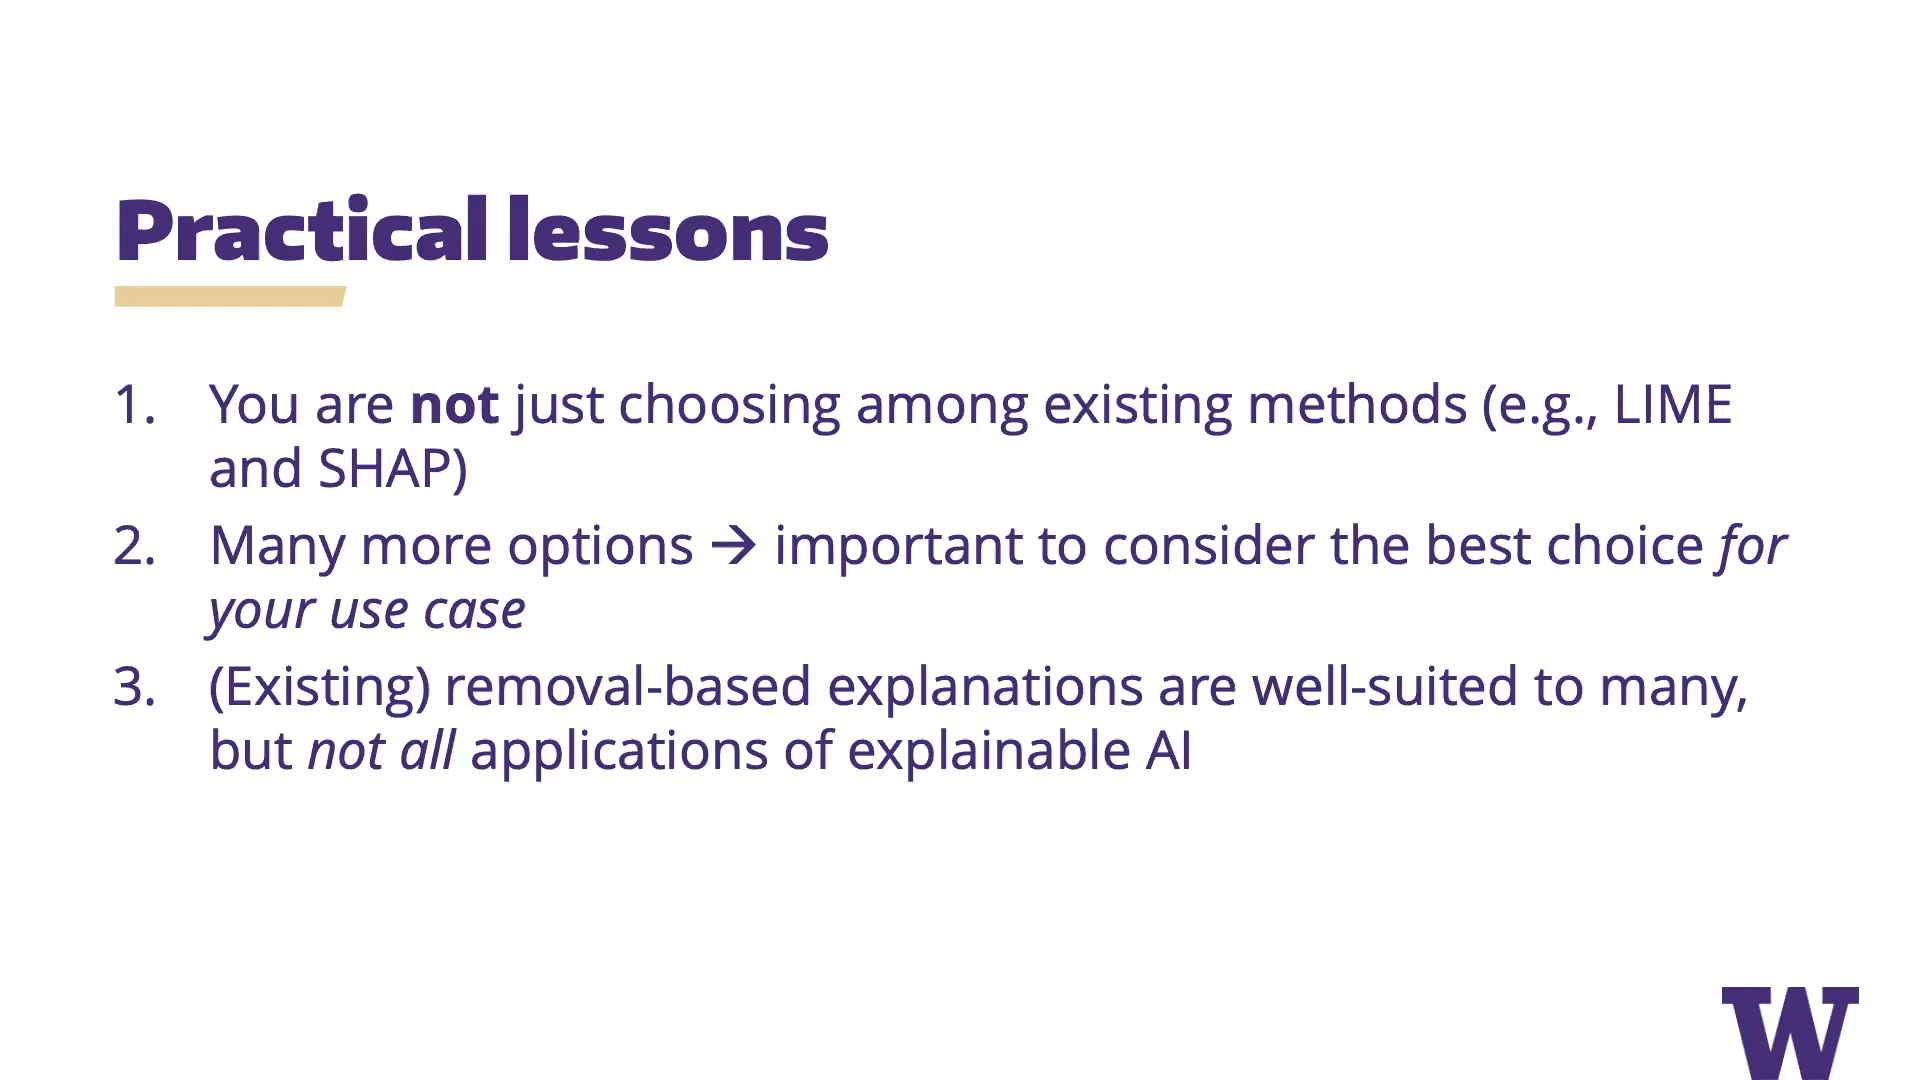 Practical lessons
1. You are not just choosing among existing methods (e.g., LIME
and SHAP)
2. Many more options → important to consider the best choice for
your use case
3. (Existing) removal-based explanations are well-suited to many,
but not all applications of explainable AI
W